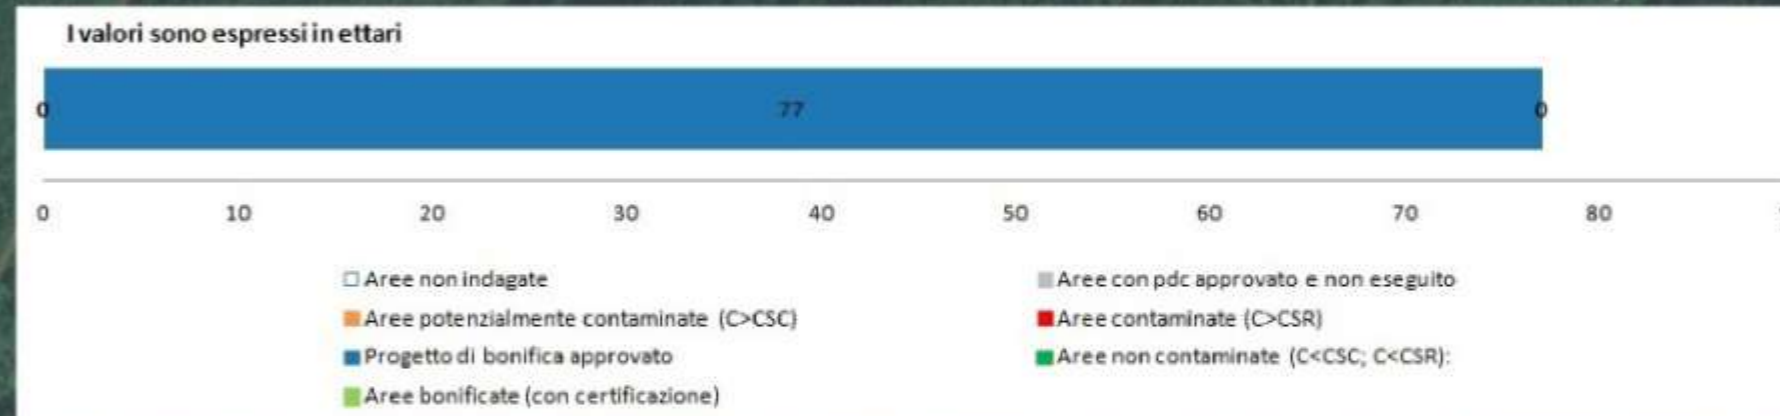 I valori sono espressi in ettari
0 77 0
0 10 20 30 40 50 60 70 80
Aree non indagate
Aree con pdc approvato e non eseguito
Aree potenzialmente contaminate (C>CSC)
Aree contaminate (C>CSR)
Progetto di bonifica approvato
Aree non contaminate (C<CSC; C<CSR):
Aree bonificate (con certificazione)